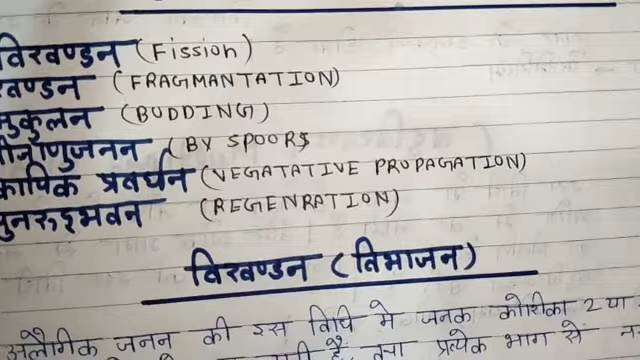 विखण्डन (Fission)
खण्डन (FRAGMANTATION)
मुकुलन (BUDDING)
बीजाणुजनन (BY SPOORS
कायिक प्रवर्धन (VEGATATIVE PROPAGATION)
पुनरुद्भवन (REGENRATION)
विखण्डन (विभाजन)
अलैंगिक जनन की इस विधि मे जनक कोशिका 2 या
है, तथा प्रत्येक भाग से